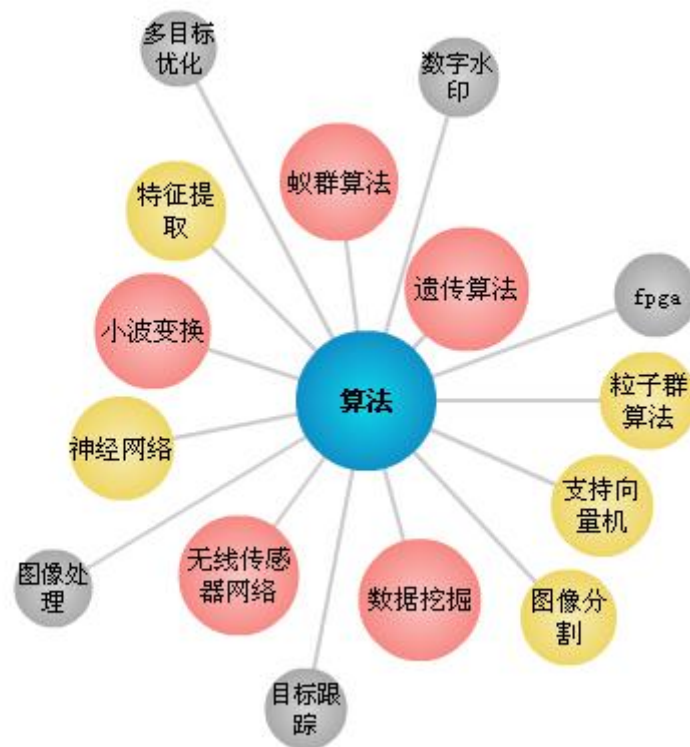 多目标
优化
数字水
印
蚁群算法
特征提
取
遗传算法
fpga
小波变换
算法
粒子群
算法
神经网络
支持向
量机
无线传感
器网络
图像处
理
数据挖掘
图像分
割
目标跟
踪